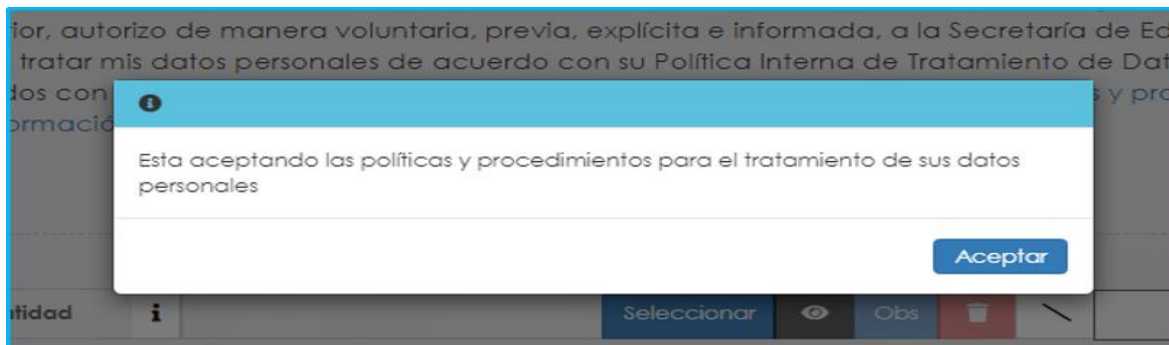 ior, autorizo de manera voluntaria, previa, explícita e informada, a la Secretaría de Ed
tratar mis datos personales de acuerdo con su Política Interna de Tratamiento de Dat
dos con
s y pro
ormació
Esta aceptando las políticas y procedimientos para el tratamiento de sus datos
personales
Aceptar
ntidad
Seleccionar
Obs